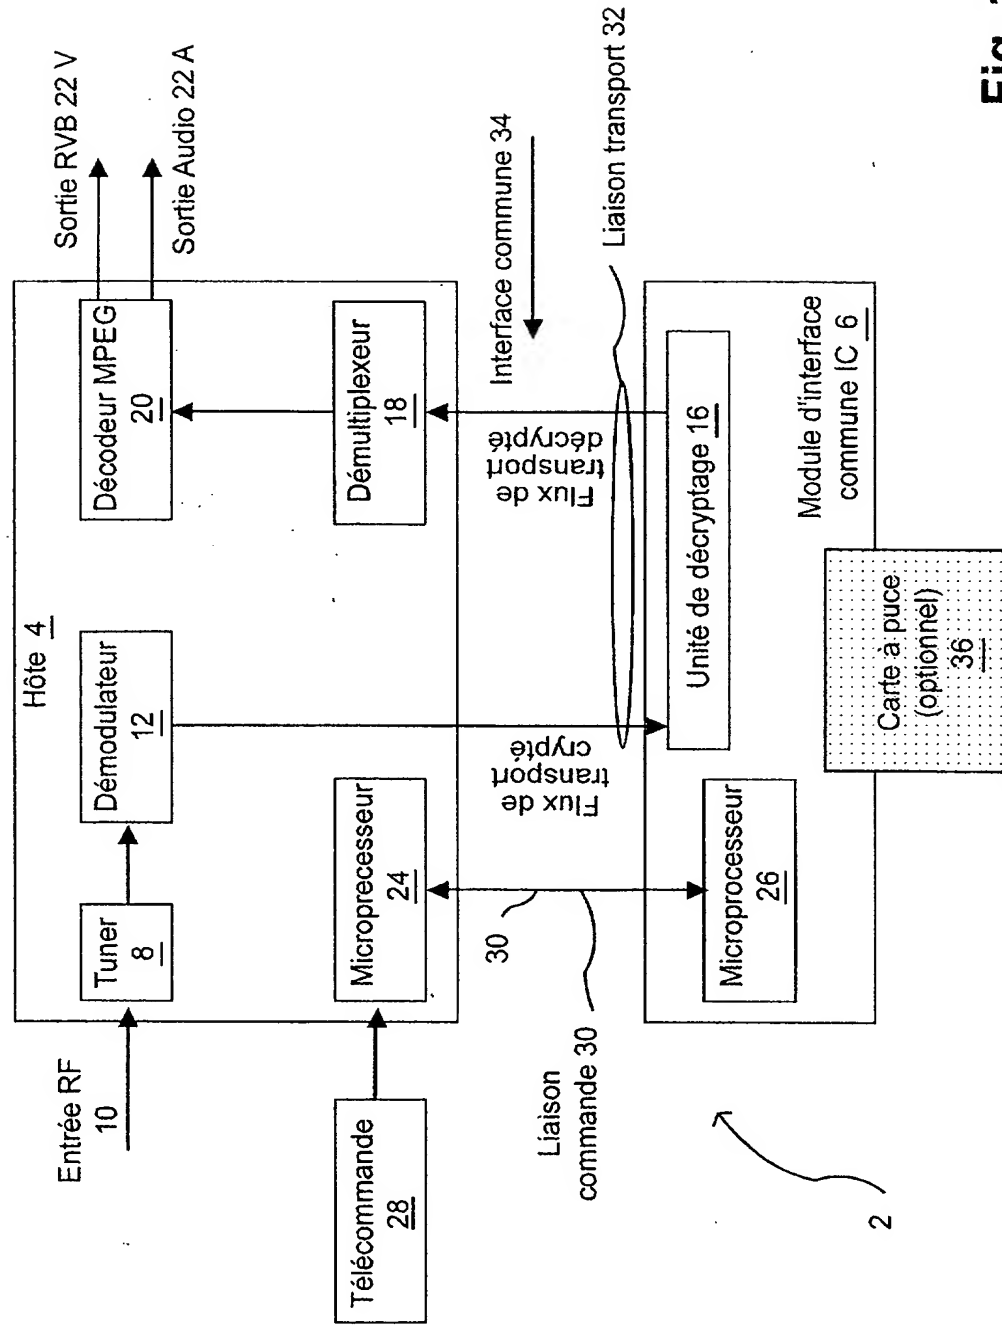 Sortie RVB 22 V
Sortie Audio 22 A
Hôte 4
Entrée RF
10
Tuner
8
Démodulateur
12
Décodeur MPEG
20
Télécommande
28
Microprecesseur
24
Démultiplexeur
18
Liaison
commande 30
30
Flux de
transport
crypté
Flux de
transport
décrypté
Interface commune 34
Liaison transport 32
Microprocesseur
26
Unité de décryptage 16
Module d'interface
commune IC 6
Carte à puce
(optionnel)
36
2
Fig.